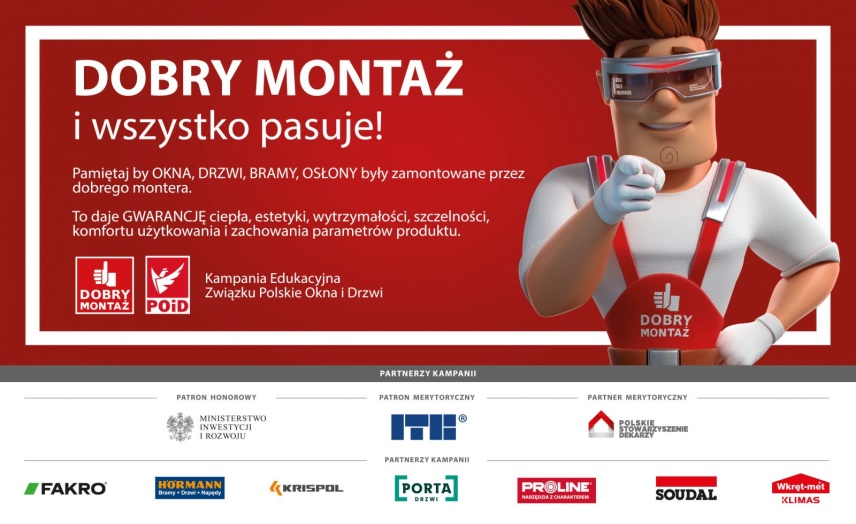 DOBRY MONTAŻ
i wszystko pasuje!
Pamiętaj by OKNA, DRZWI, BRAMY, OSŁONY były zamontowane przez
dobrego montera.
To daje GWARANCJĘ ciepła, estetyki, wytrzymałości, szczelności,
komfortu użytkowania i zachowania parametrów produktu.
DOBRY
MONTAŻ
POiD
Kampania Edukacyjna
Związku Polskie Okna i Drzwi
DOBRY
MONTAŻ
PARTNERZY KAMPANII
PATRON HONOROWY
PATRON MERYTORYCZNY
PARTNER MERYTORYCZNY
MINISTERSTWO
INWESTYCJI
I ROZWOJU
ITB®
POLSKIE
STOWARZYSZENIE
DEKARZY
PARTNERZY KAMPANII
FAKRO®
HÖRMANN
Bramy • Drzwi • Napędy
KRISPOL
PORTA
DRZWI
PROLINE®
NARZĘDZIA Z CHARAKTEREM
SOUDAL
Wkręt-met
KLIMAS